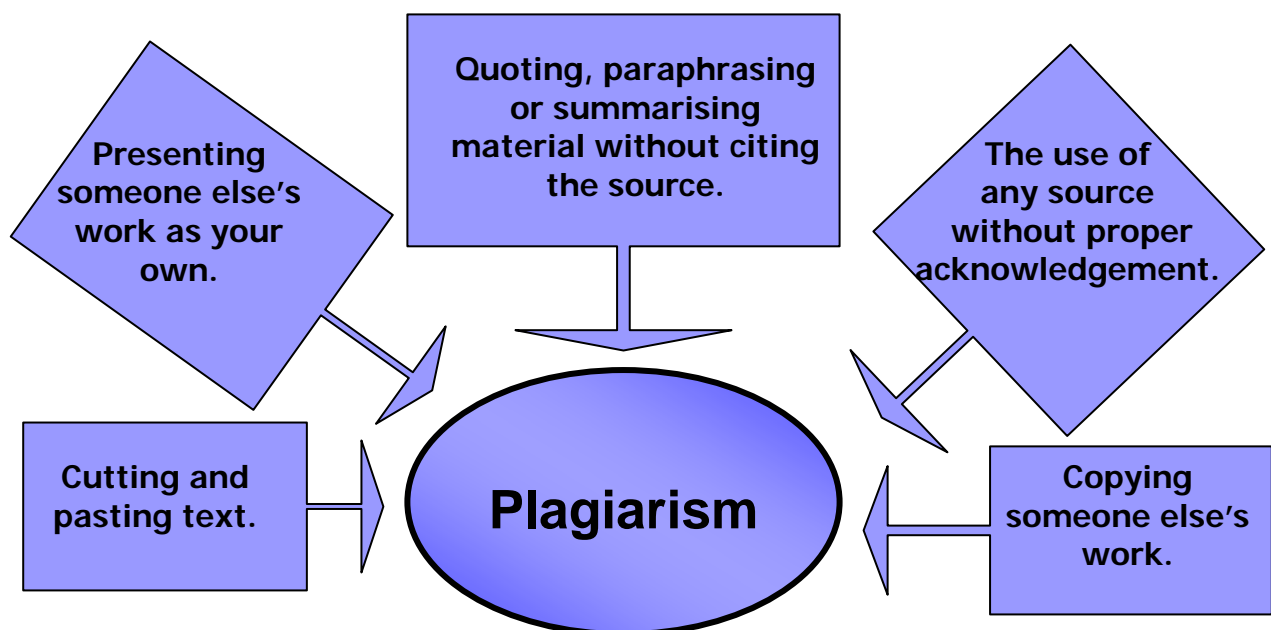 Presenting
someone else's
work as your
own.
Quoting, paraphrasing
or summarising
material without citing
the source.
The use of
any source
without proper
acknowledgement.
Cutting and
pasting text.
Plagiarism
Copying
someone else's
work.